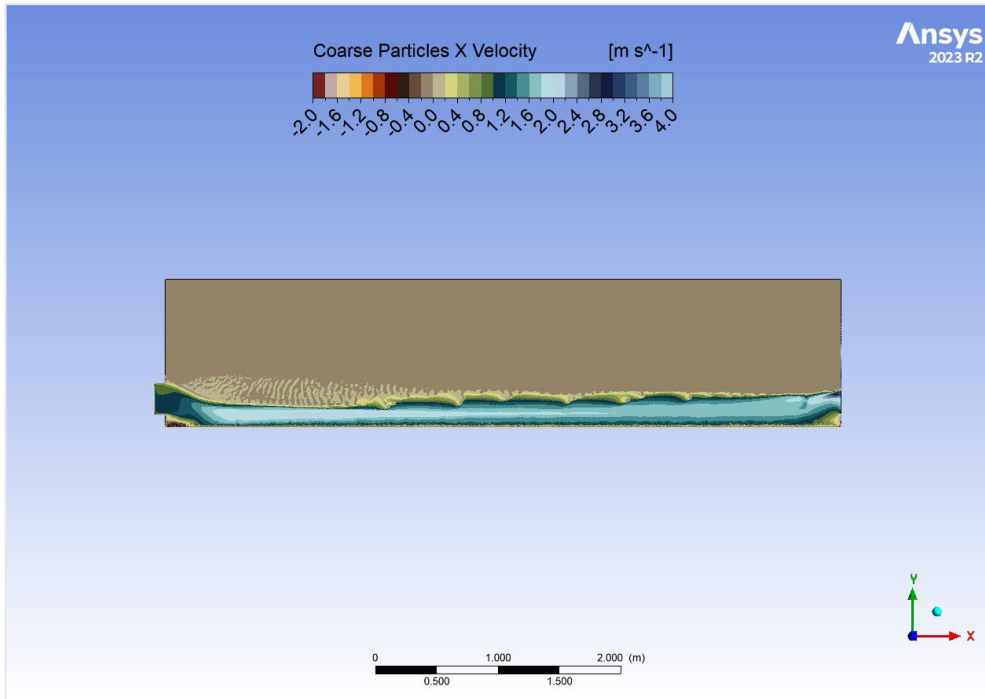 Ansys
2023 R2
Coarse Particles X Velocity [m s^-1]
-2.0 -1.6 -1.2 -0.8 -0.4 0.0 0.4 0.8 1.2 1.6 2.0 2.4 2.8 3.2 3.6 4.0
Y
X
0 1.000 2.000 (m)
0.500 1.500